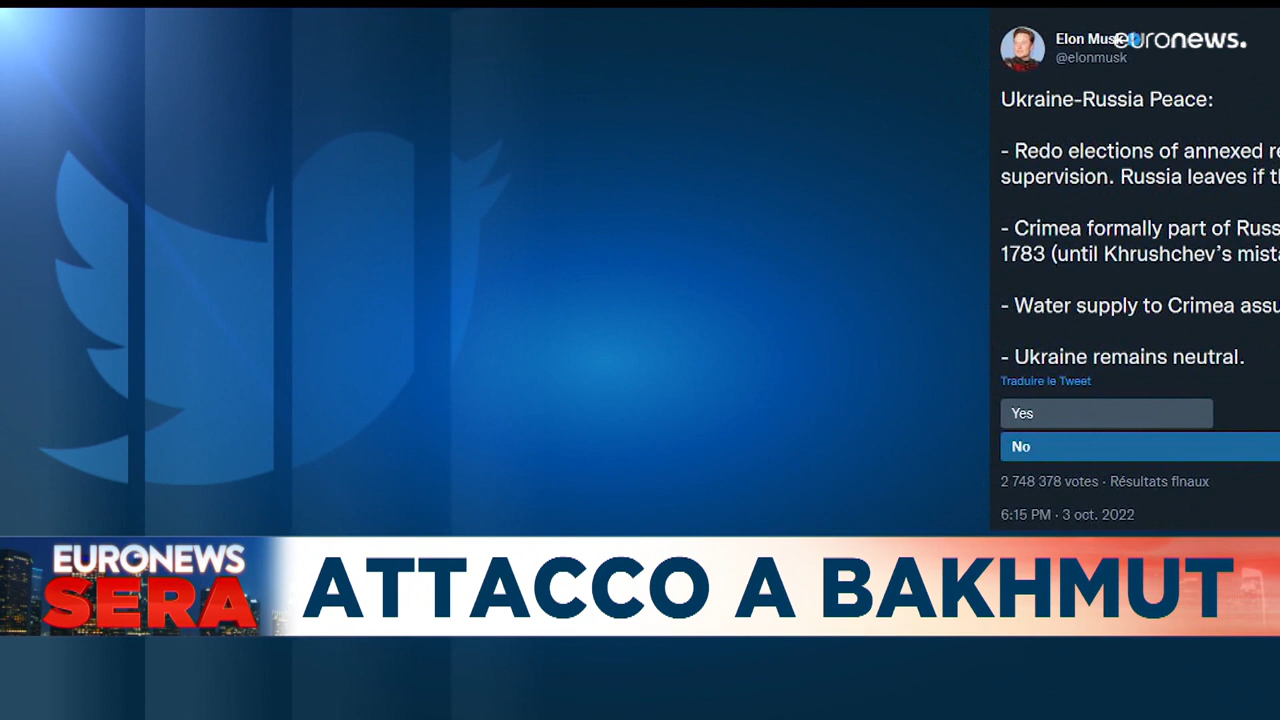 Elon Musk
euronews.
@elonmusk
Ukraine-Russia Peace:
- Redo elections of annexed re
supervision. Russia leaves if th
- Crimea formally part of Russ
1783 (until Khrushchev's mista
- Water supply to Crimea assu
- Ukraine remains neutral.
Traduire le Tweet
Yes
No
2 748 378 votes · Résultats finaux
6:15 PM · 3 oct. 2022
EURONEWS
SERA
ATTACCO A BAKHMUT